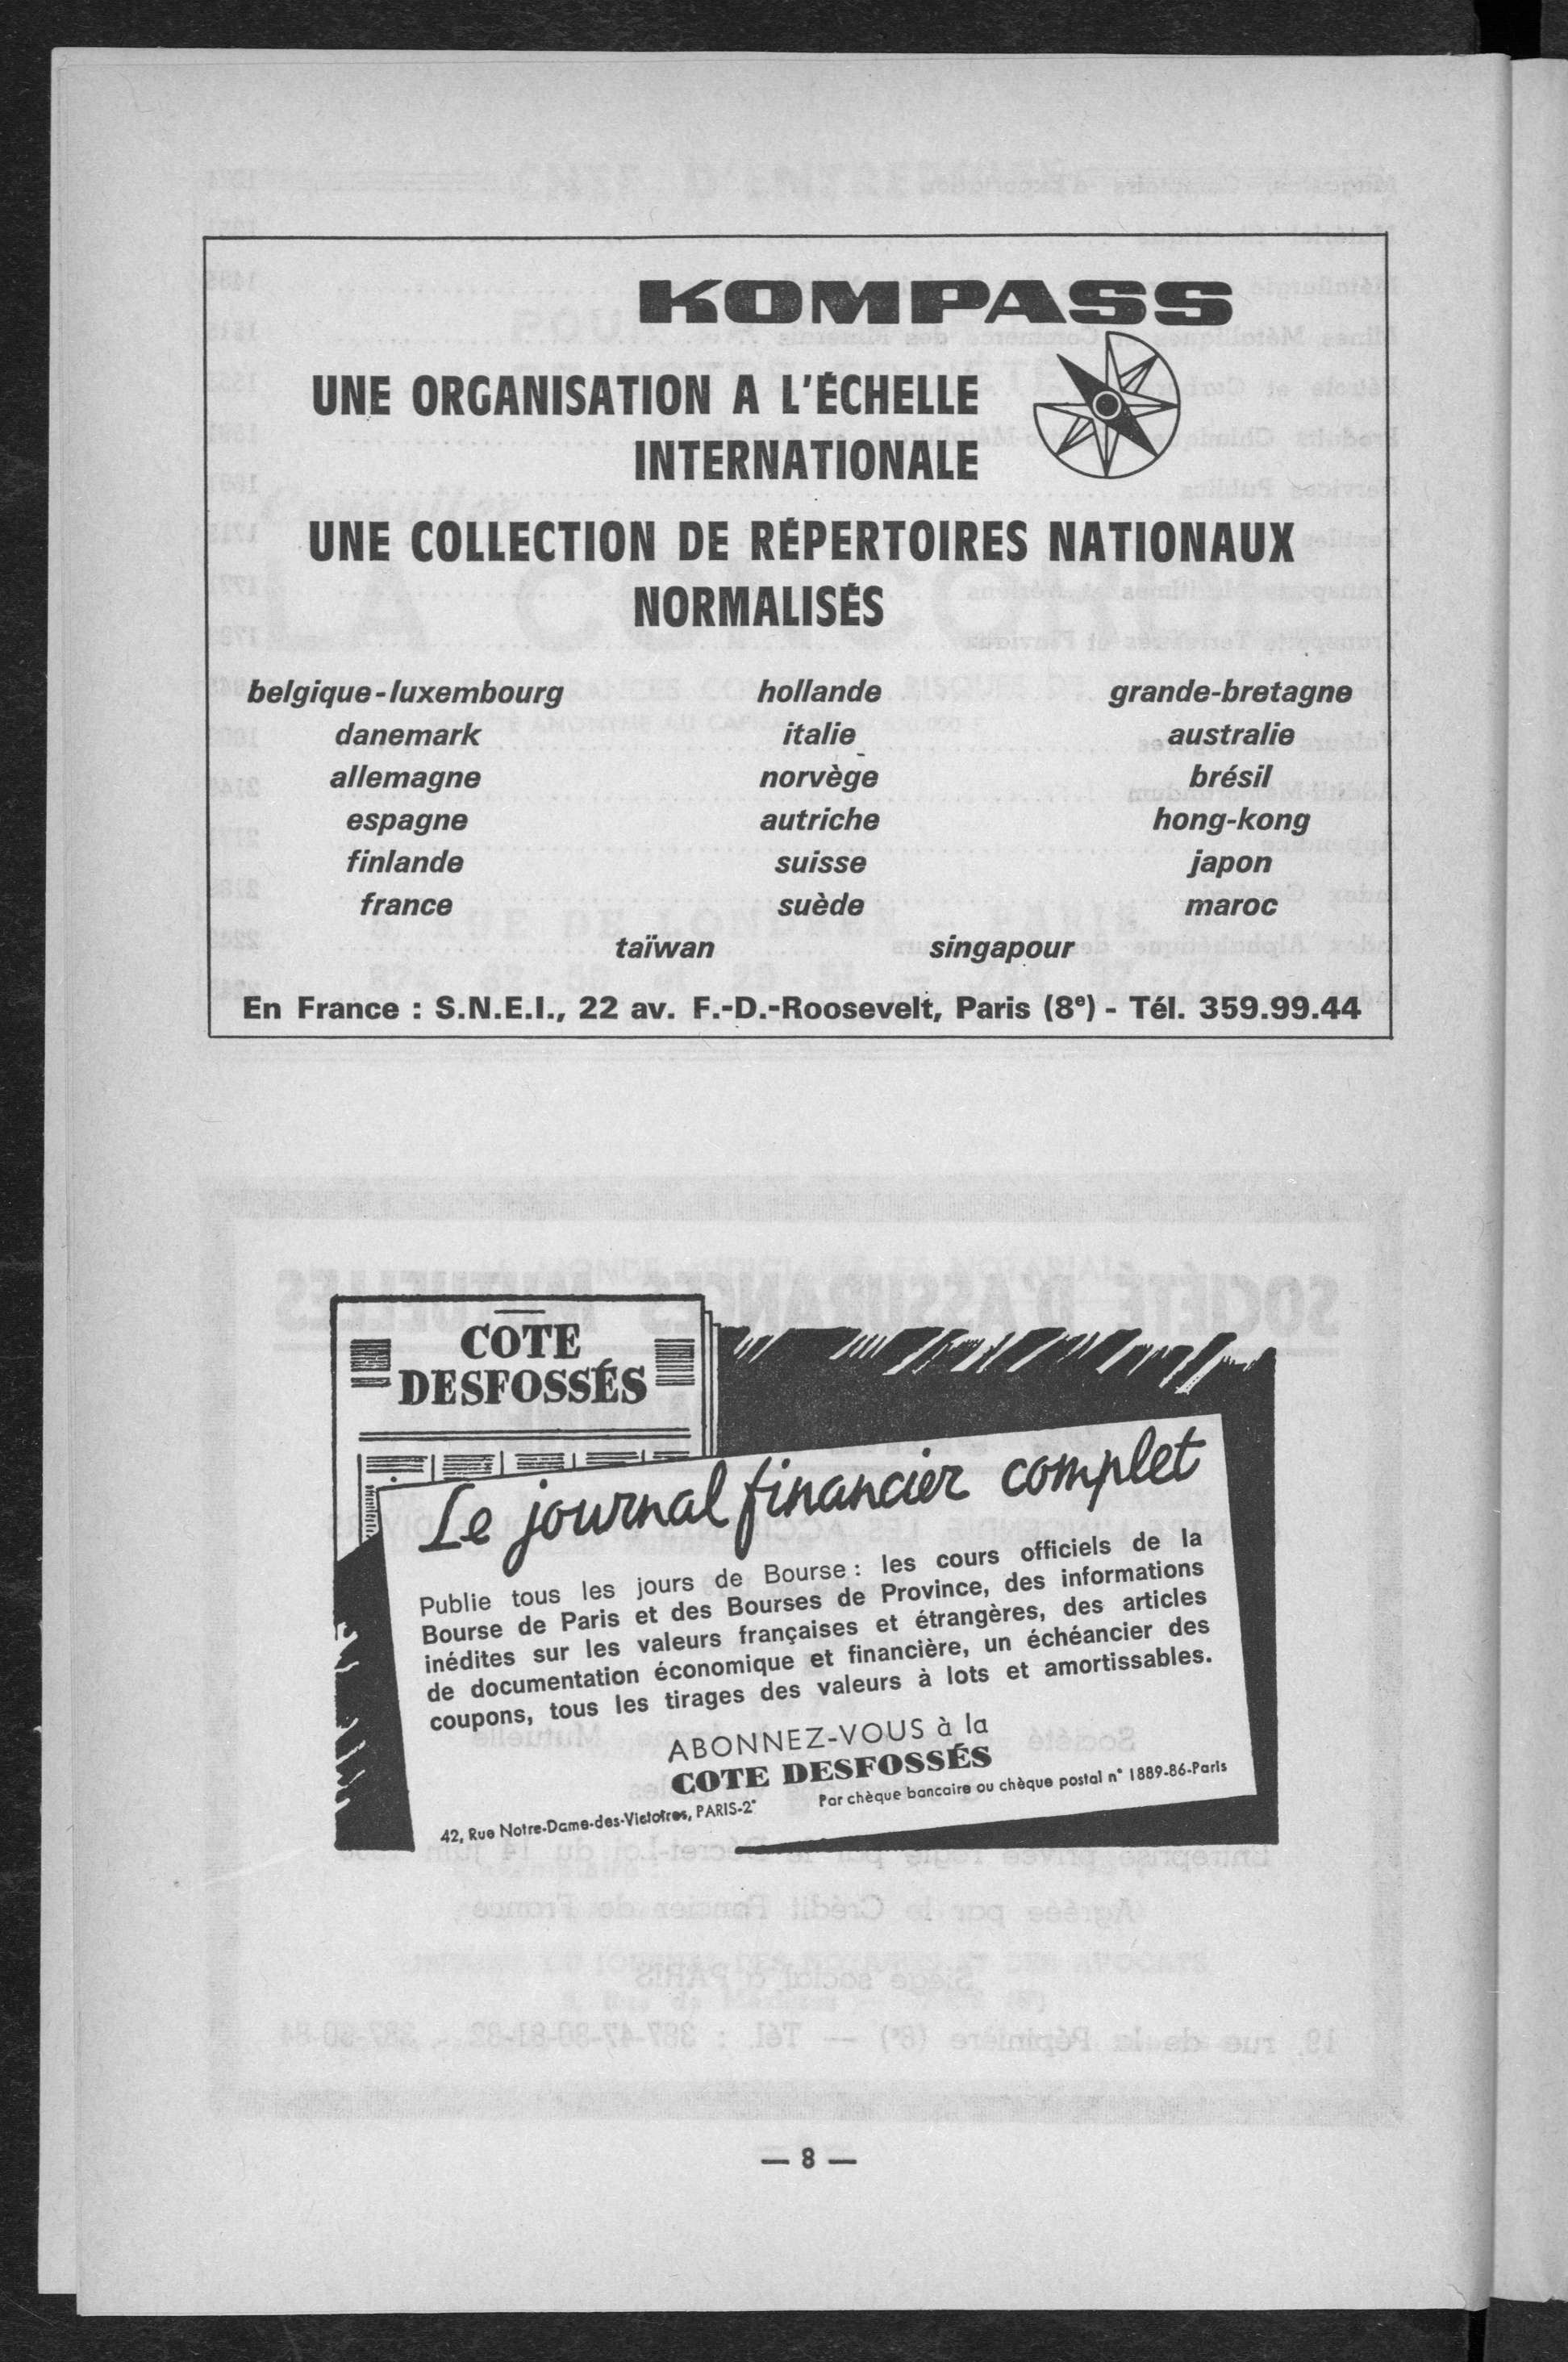 KOMPASS
UNE ORGANISATION A L'ÉCHELLE
INTERNATIONALE
UNE COLLECTION DE RÉPERTOIRES NATIONAUX
NORMALISÉS
belgique-luxembourg hollande grande-bretagne
danemark italie australie
allemagne norvège brésil
espagne autriche hong-kong
finlande suisse japon
france suède maroc
taïwan singapour
En France : S.N.E.I., 22 av. F.-D.-Roosevelt, Paris (8e) - Tél. 359.99.44
COTE
DESFOSSÉS
Le journal financier complet
Publie tous les jours de Bourse : les cours officiels de la
Bourse de Paris et des Bourses de Province, des informations
inédites sur les valeurs françaises et étrangères, des articles
de documentation économique et financière, un échéancier des
coupons, tous les tirages des valeurs à lots et amortissables.
ABONNEZ-VOUS à la
COTE DESFOSSÉS
42, Rue Notre-Dame-des-Victoires, PARIS-2° Par chèque bancaire ou chèque postal n° 1889-86-Paris
— 8 —